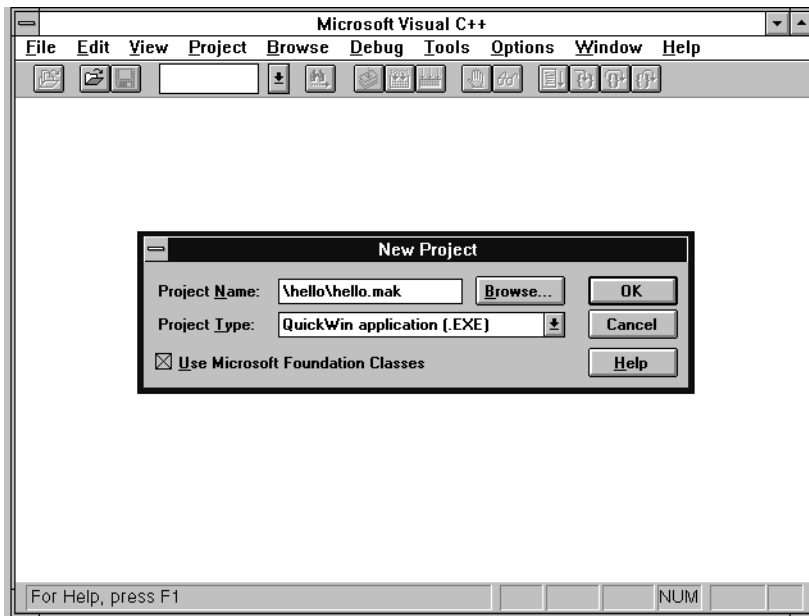 Microsoft Visual C++
File Edit View Project Browse Debug Tools Options Window Help
New Project
Project Name: \hello\hello.mak Browse... OK
Project Type: QuickWin application (.EXE) Cancel
Use Microsoft Foundation Classes Help
For Help, press F1 NUM